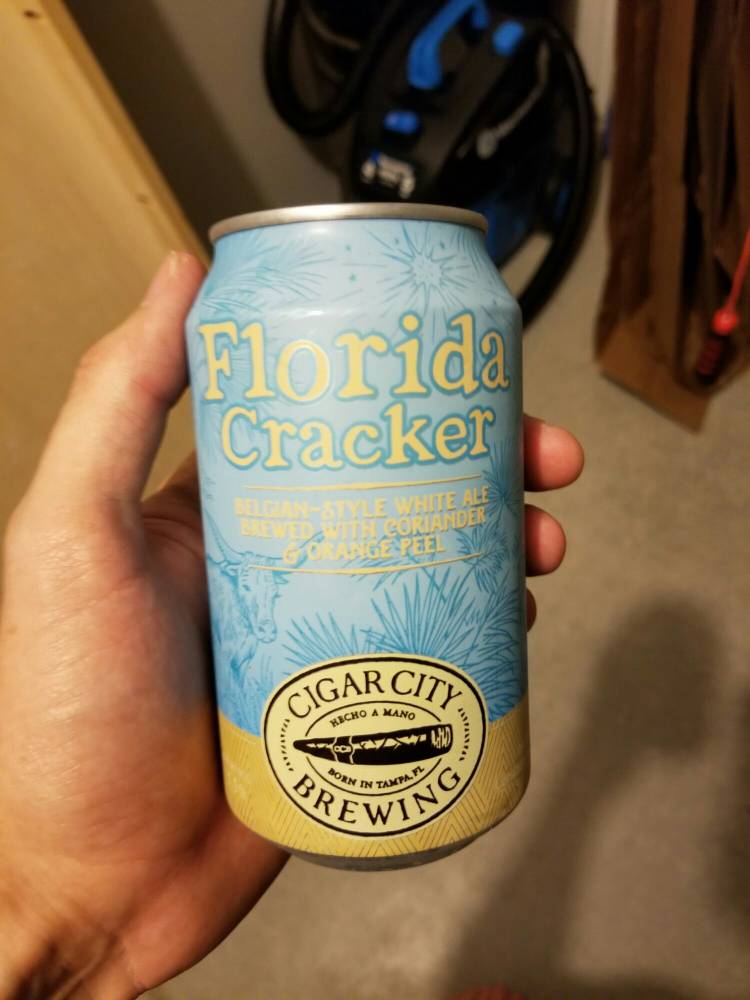 Florida
Cracker
BELGIAN-STYLE WHITE ALE
BREWED WITH CORIANDER
& ORANGE PEEL
CIGAR CITY
HECHO A MANO
BORN IN TAMPA, FL
BREWING